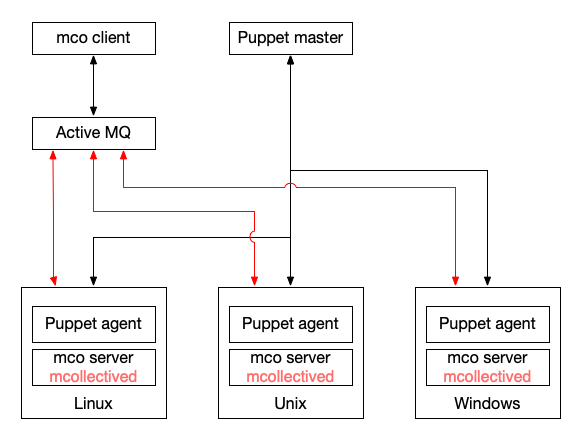 mco client
Puppet master
Active MQ
Puppet agent
mco server
mcollectived
Linux
Puppet agent
mco server
mcollectived
Unix
Puppet agent
mco server
mcollectived
Windows